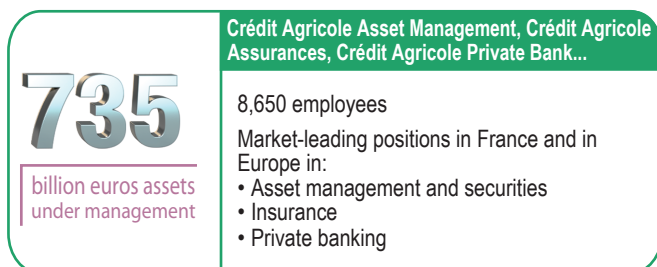 735
billion euros assets
under management
Crédit Agricole Asset Management, Crédit Agricole
Assurances, Crédit Agricole Private Bank...
8,650 employees
Market-leading positions in France and in
Europe in:
• Asset management and securities
• Insurance
• Private banking